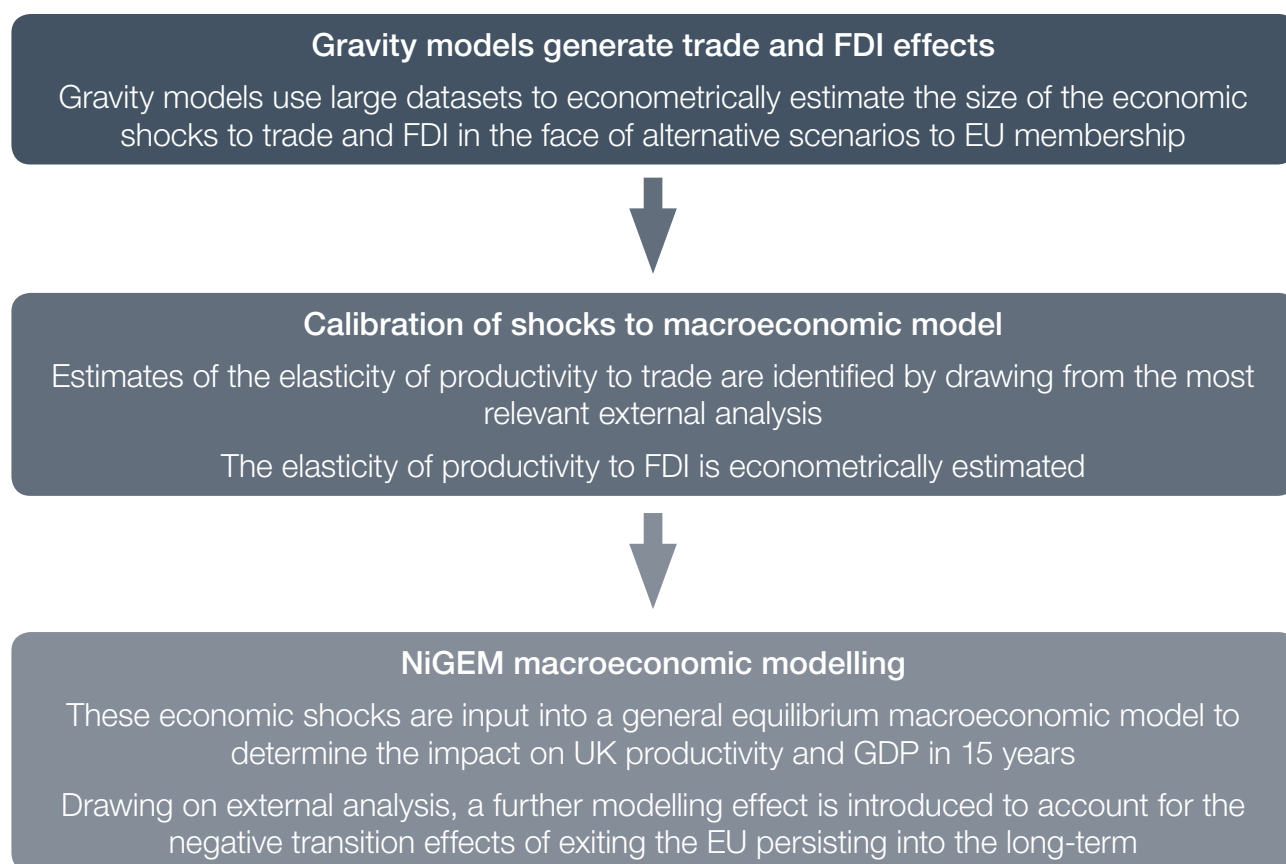 Gravity models generate trade and FDI effects
Gravity models use large datasets to econometrically estimate the size of the economic
shocks to trade and FDI in the face of alternative scenarios to EU membership
Calibration of shocks to macroeconomic model
Estimates of the elasticity of productivity to trade are identified by drawing from the most
relevant external analysis
The elasticity of productivity to FDI is econometrically estimated
NiGEM macroeconomic modelling
These economic shocks are input into a general equilibrium macroeconomic model to
determine the impact on UK productivity and GDP in 15 years
Drawing on external analysis, a further modelling effect is introduced to account for the
negative transition effects of exiting the EU persisting into the long-term